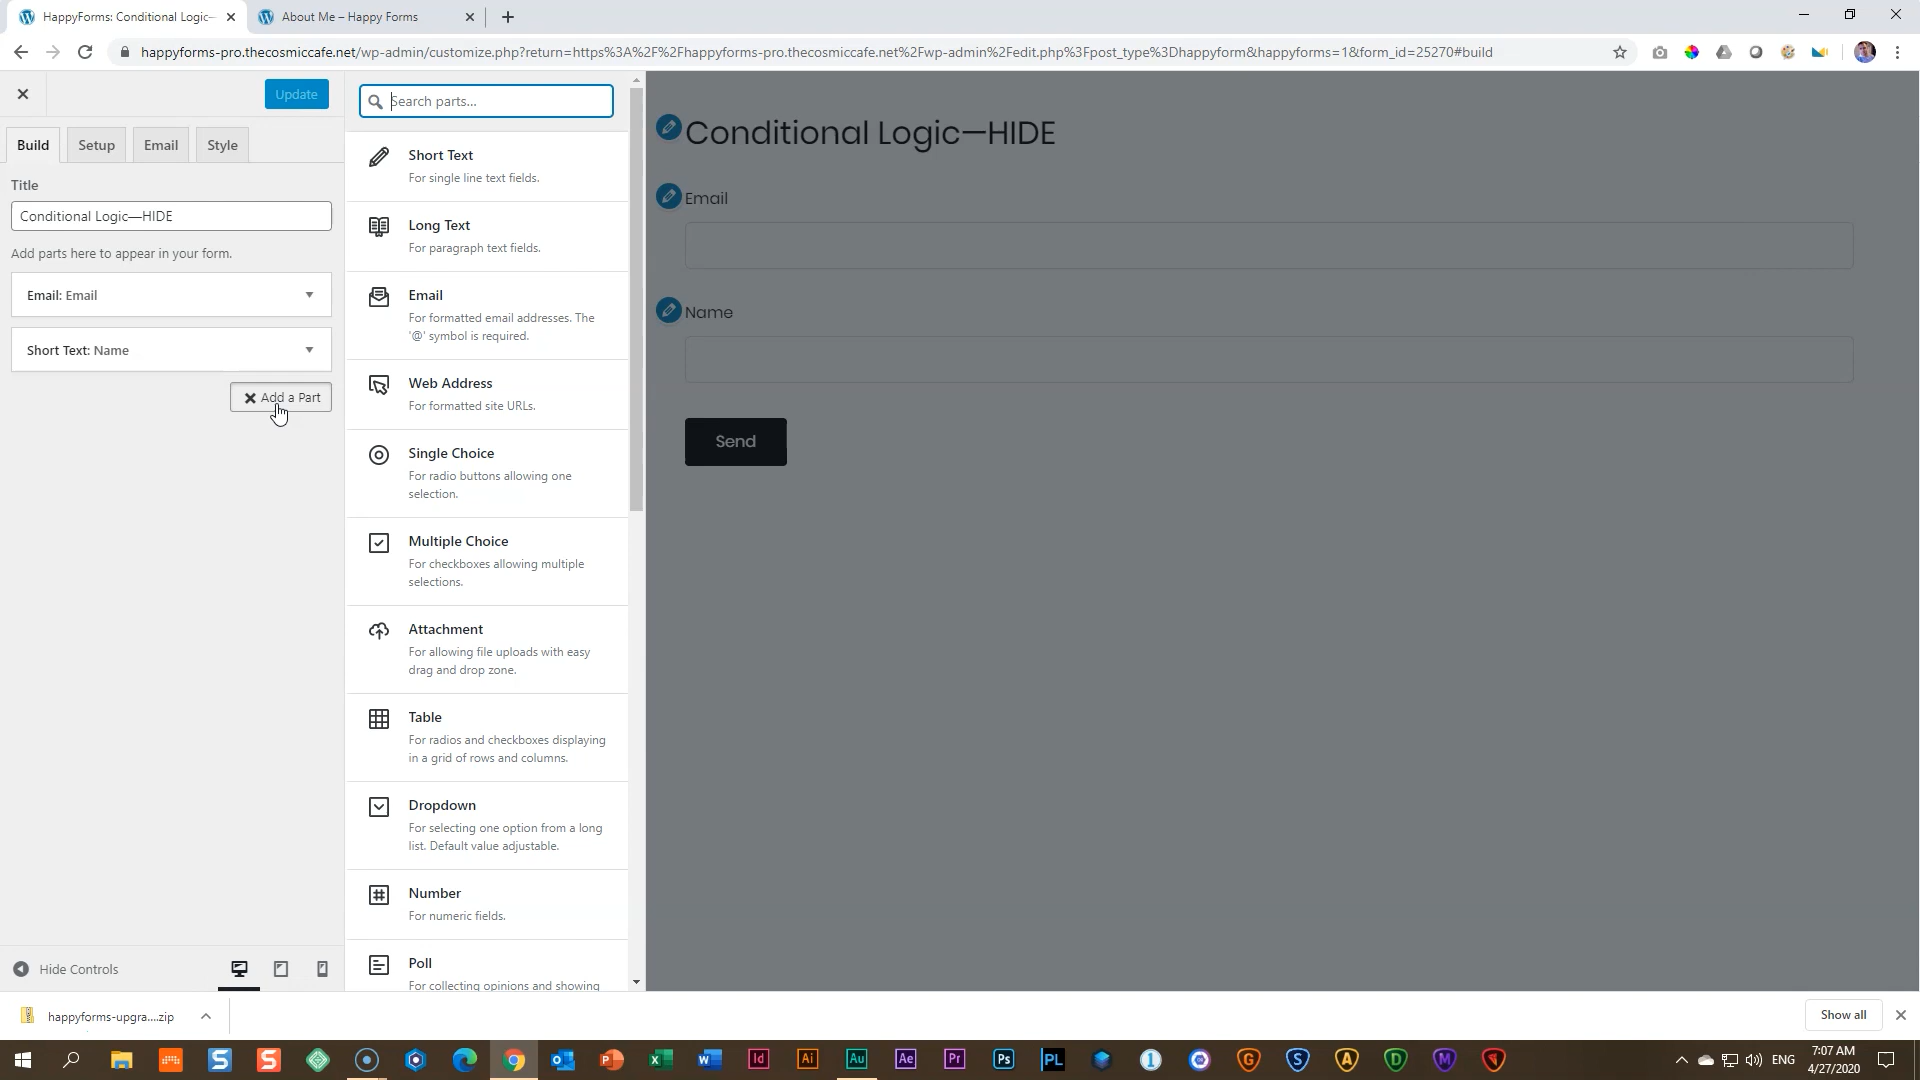 HappyForms: Conditional Logic—
About Me – Happy Forms
happyforms-pro.thecosmiccafe.net/wp-admin/customize.php?return=https%3A%2F%2Fhappyforms-pro.thecosmiccafe.net%2Fwp-admin%2Fedit.php%3Fpost_type%3Dhappyform&happyforms=1&form_id=25270#build
Update
Build
Setup
Email
Style
Title
Conditional Logic—HIDE
Add parts here to appear in your form.
Email: Email
Short Text: Name
Add a Part
Hide Controls
Search parts...
Short Text
For single line text fields.
Long Text
For paragraph text fields.
Email
For formatted email addresses. The
'@' symbol is required.
Web Address
For formatted site URLs.
Single Choice
For radio buttons allowing one
selection.
Multiple Choice
For checkboxes allowing multiple
selections.
Attachment
For allowing file uploads with easy
drag and drop zone.
Table
For radios and checkboxes displaying
in a grid of rows and columns.
Dropdown
For selecting one option from a long
list. Default value adjustable.
Number
For numeric fields.
Poll
For collecting opinions and showing
Conditional Logic—HIDE
Email
Name
Send
happyforms-upgra....zip
Show all
Id
Ai
Au
Ae
Pr
Ps
PL
ENG
7:07 AM
4/27/2020